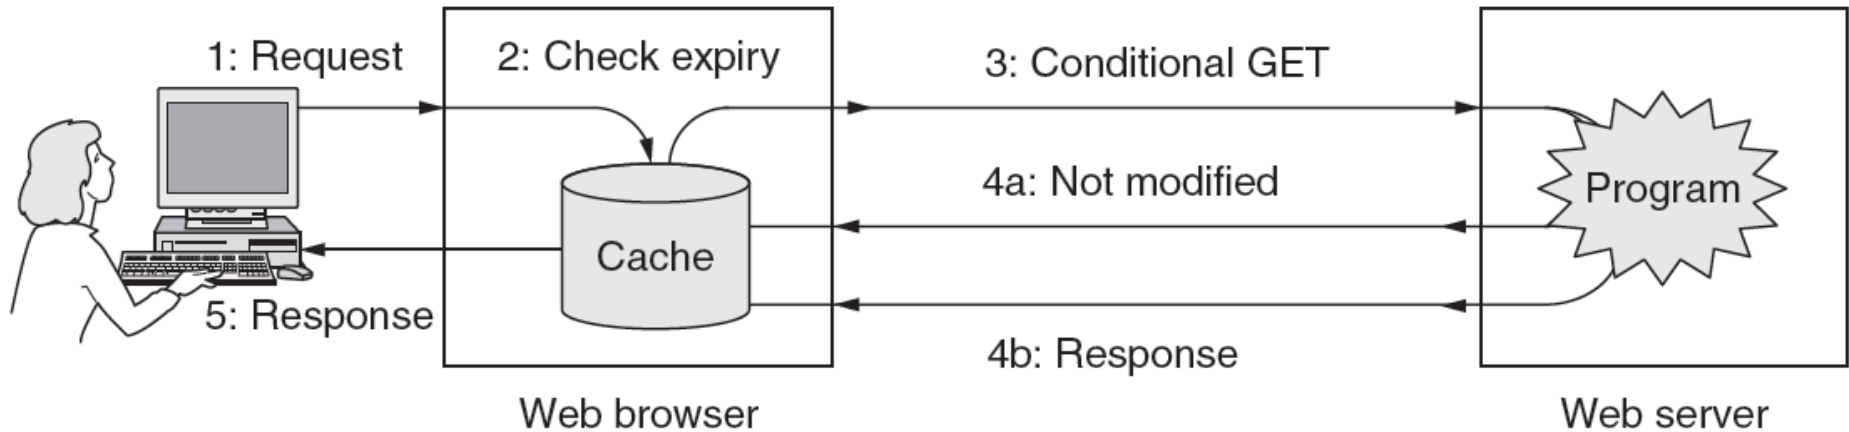 1: Request
2: Check expiry
3: Conditional GET
4a: Not modified
Program
Cache
5: Response
4b: Response
Web browser
Web server